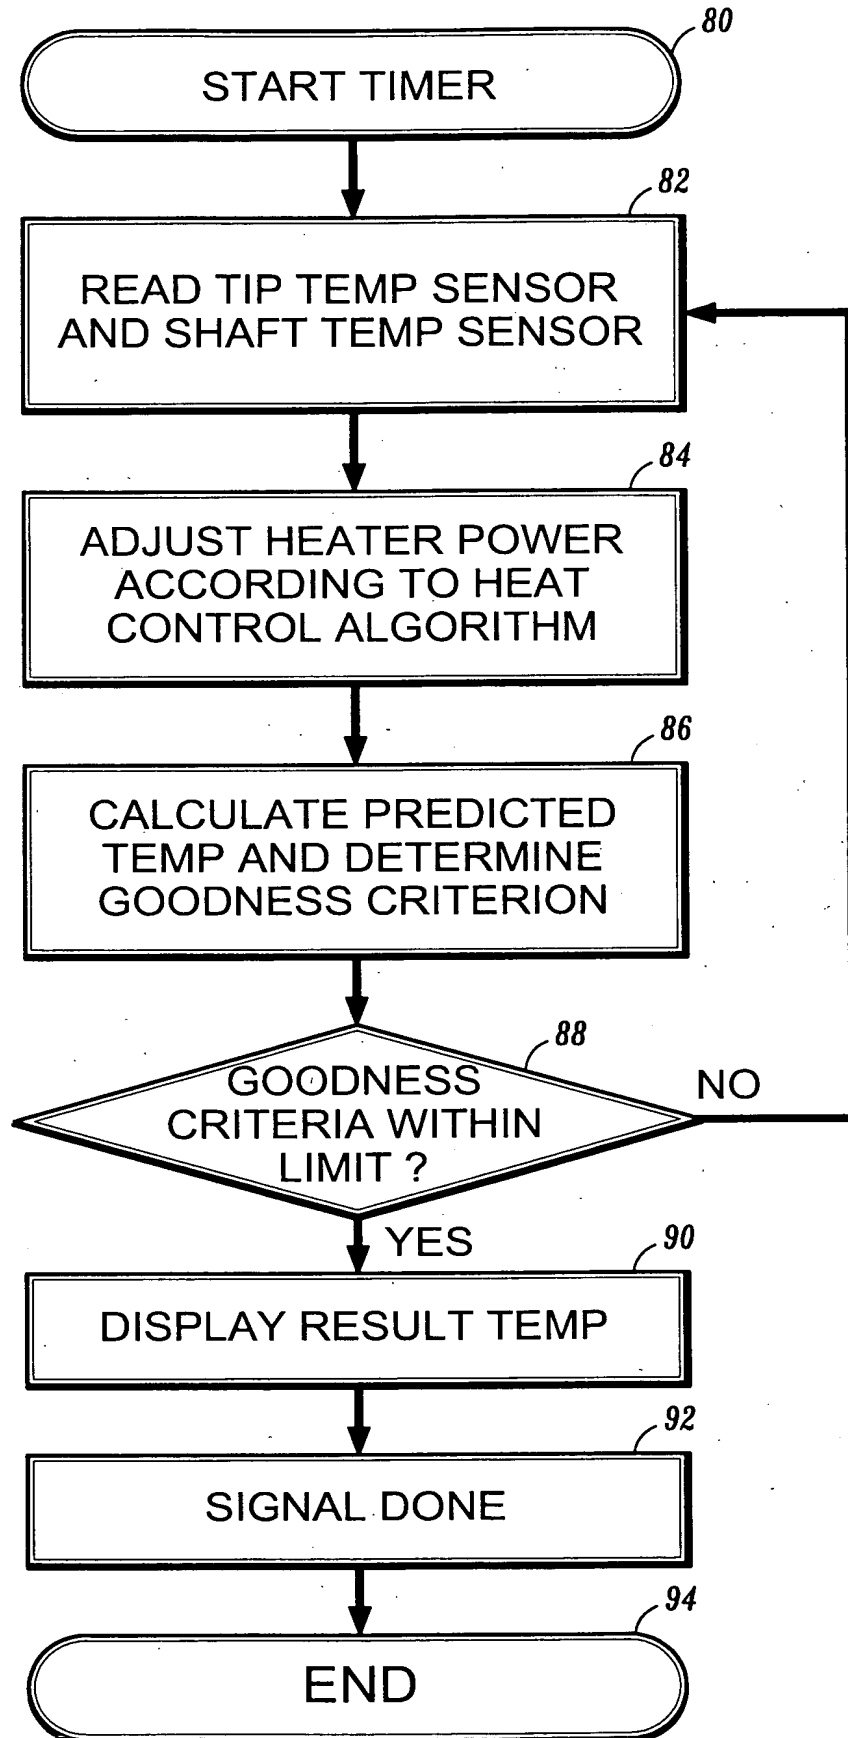 80
START TIMER
82
READ TIP TEMP SENSOR
AND SHAFT TEMP SENSOR
84
ADJUST HEATER POWER
ACCORDING TO HEAT
CONTROL ALGORITHM
86
CALCULATE PREDICTED
TEMP AND DETERMINE
GOODNESS CRITERION
88
GOODNESS
CRITERIA WITHIN
LIMIT ?
NO
YES
90
DISPLAY RESULT TEMP
92
SIGNAL DONE
94
END